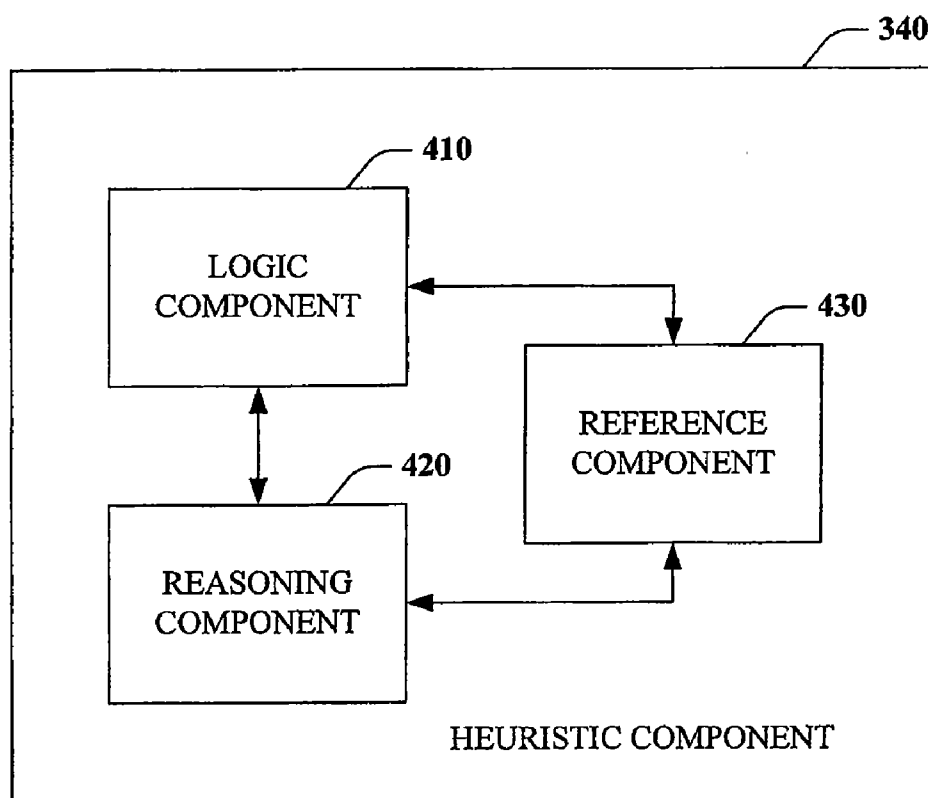 340
410
LOGIC
COMPONENT
430
REFERENCE
COMPONENT
420
REASONING
COMPONENT
HEURISTIC COMPONENT